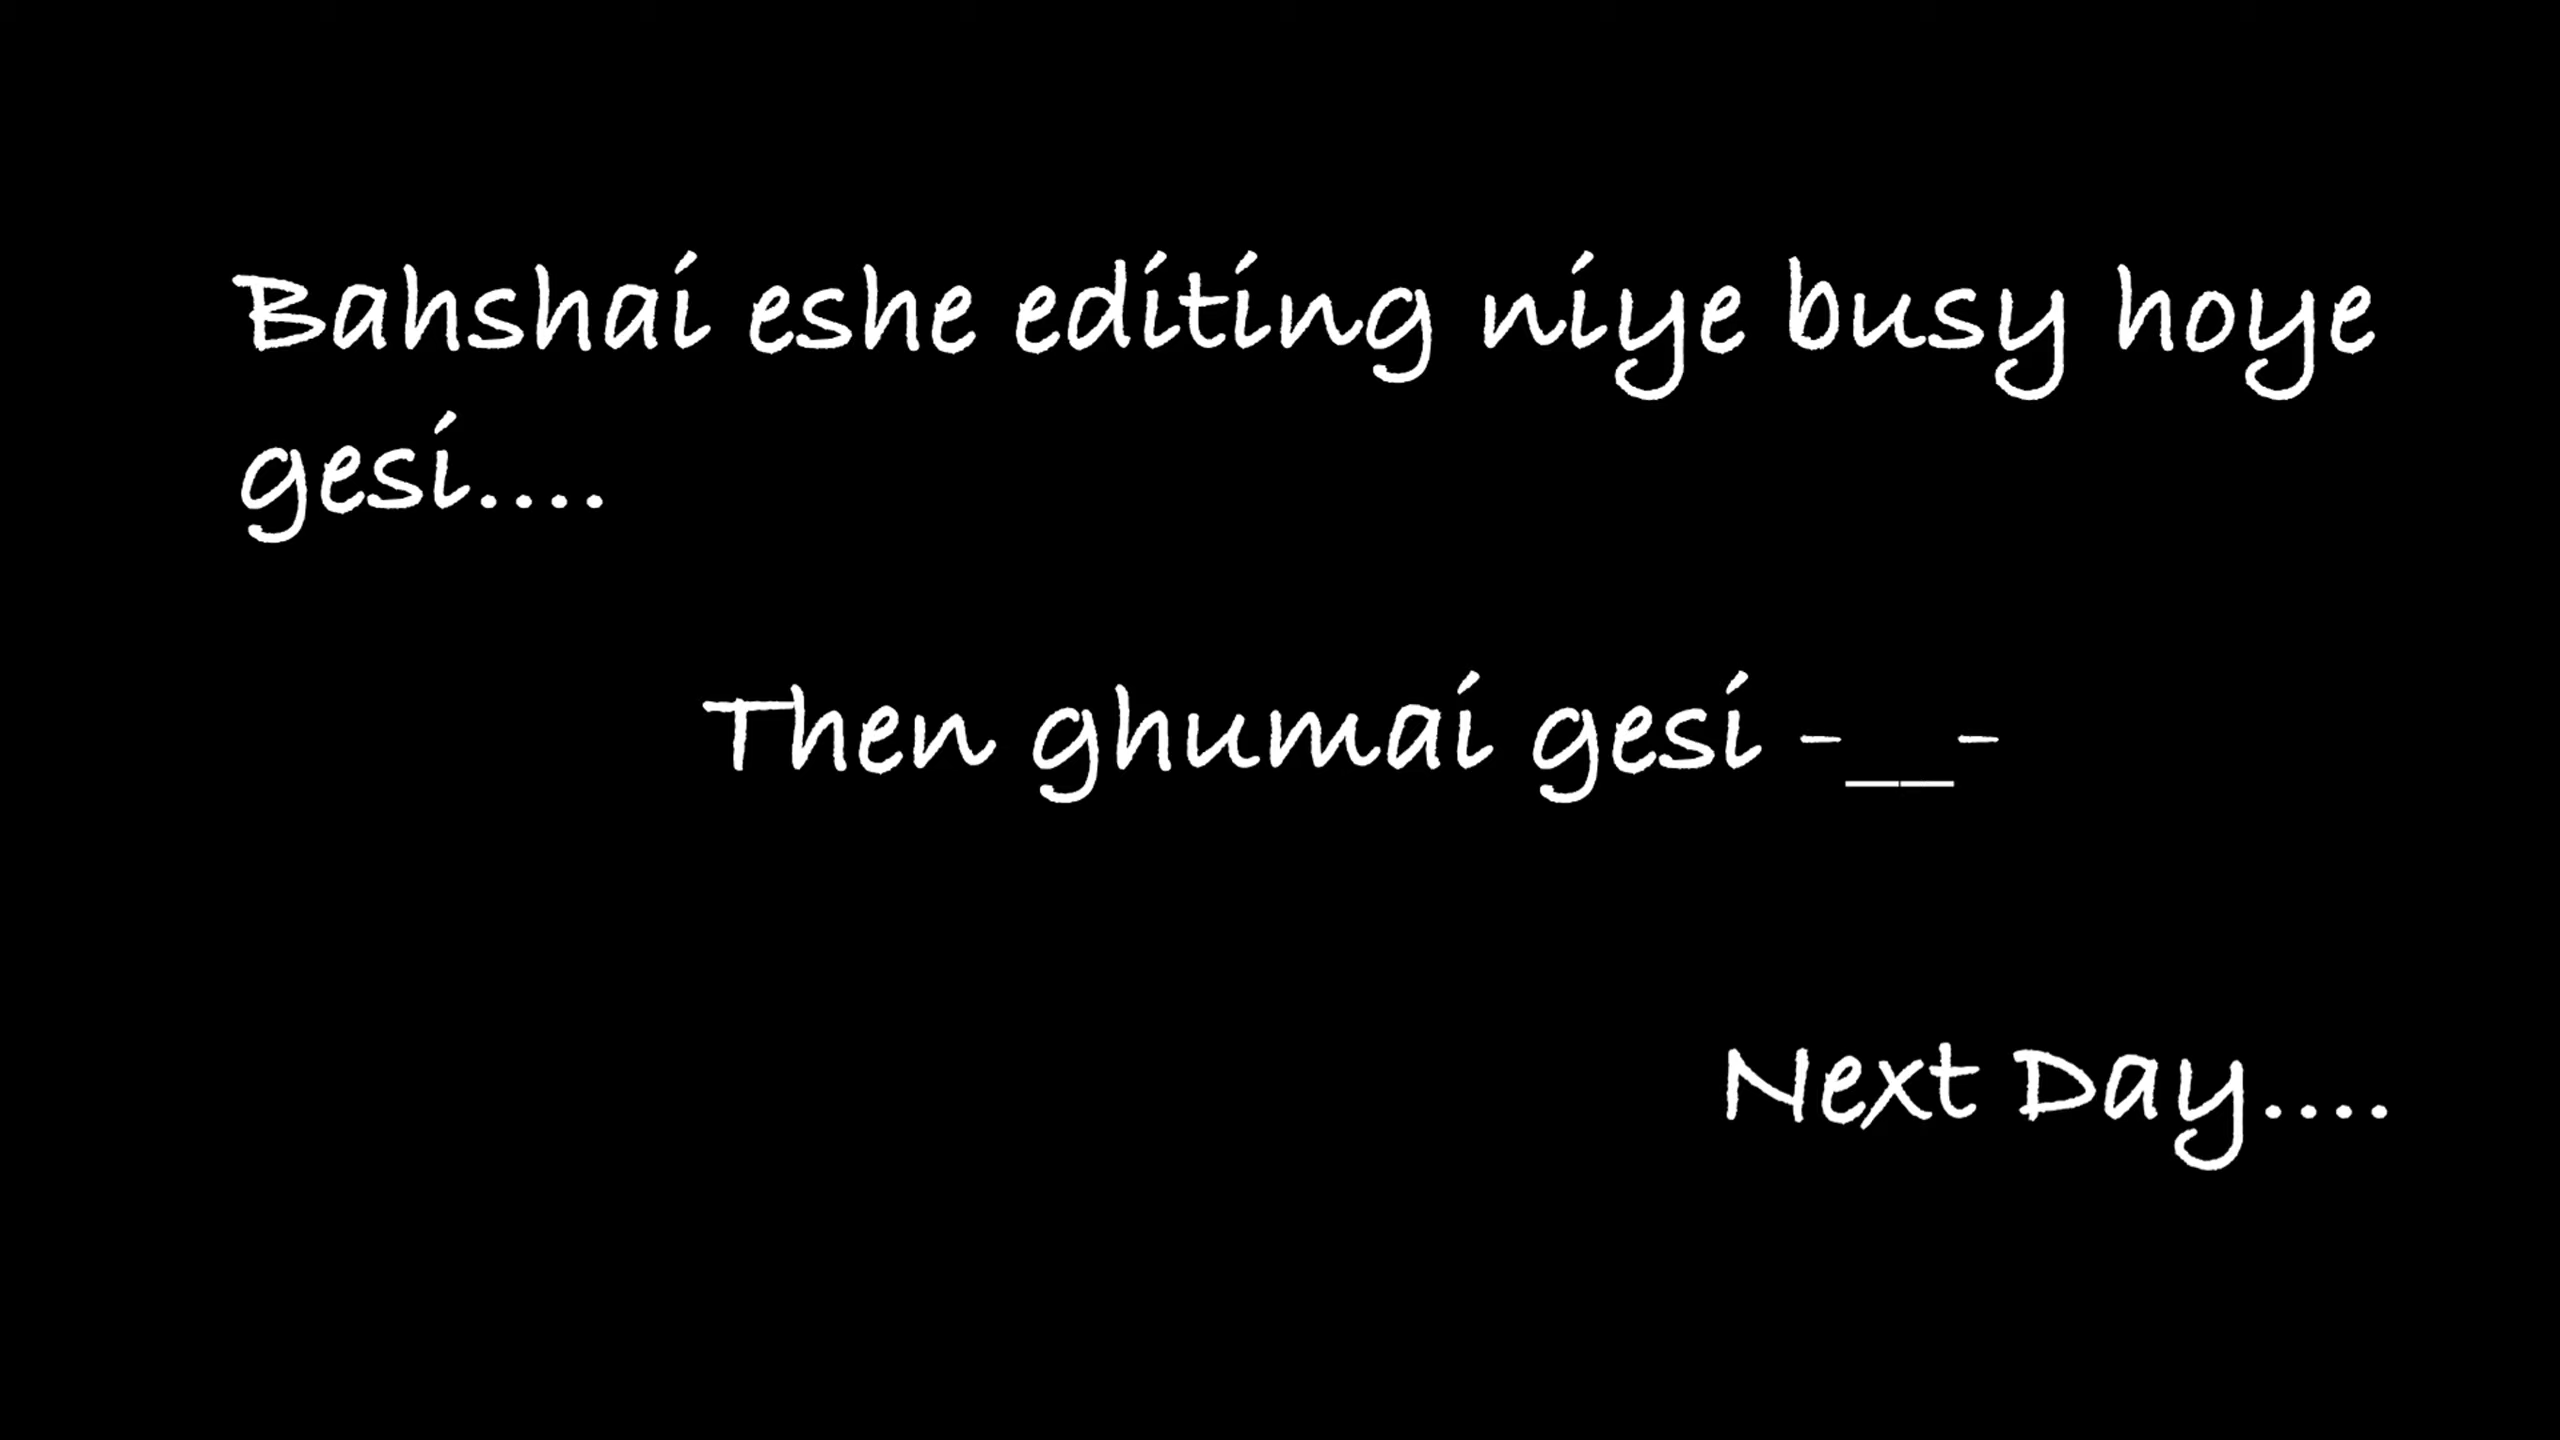 Bahshai eshe editing niye busy hoye
gesi....
Then ghumai gesi -__-
Next Day....